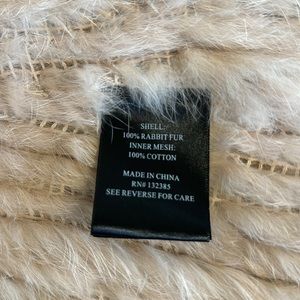 SHELL:
100% RABBIT FUR
INNER MESH:
100% COTTON
MADE IN CHINA
RN# 132385
SEE REVERSE FOR CARE